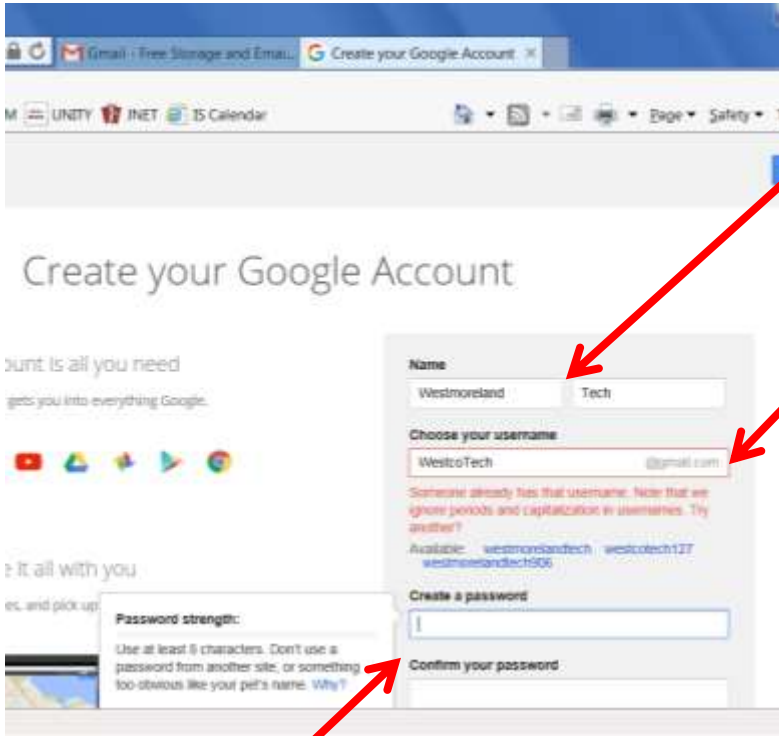 Gmail - Free Storage and Emai... Create your Google Account ×
M UNITY INET IS Calendar Page Safety
Create your Google Account
ount is all you need
gets you into everything Google.
Name
Westmoreland Tech
Choose your username
WestcoTech @gmail.com
Someone already has that username. Note that we
ignore periods and capitalization in usernames. Try
another?
Available: westmorelandtech westcotech127
westmorelandtech906
e it all with you
es, and pick up
Create a password
Password strength:
Use at least 8 characters. Don't use a
password from another site, or something
too obvious like your pet's name. Why?
Confirm your password